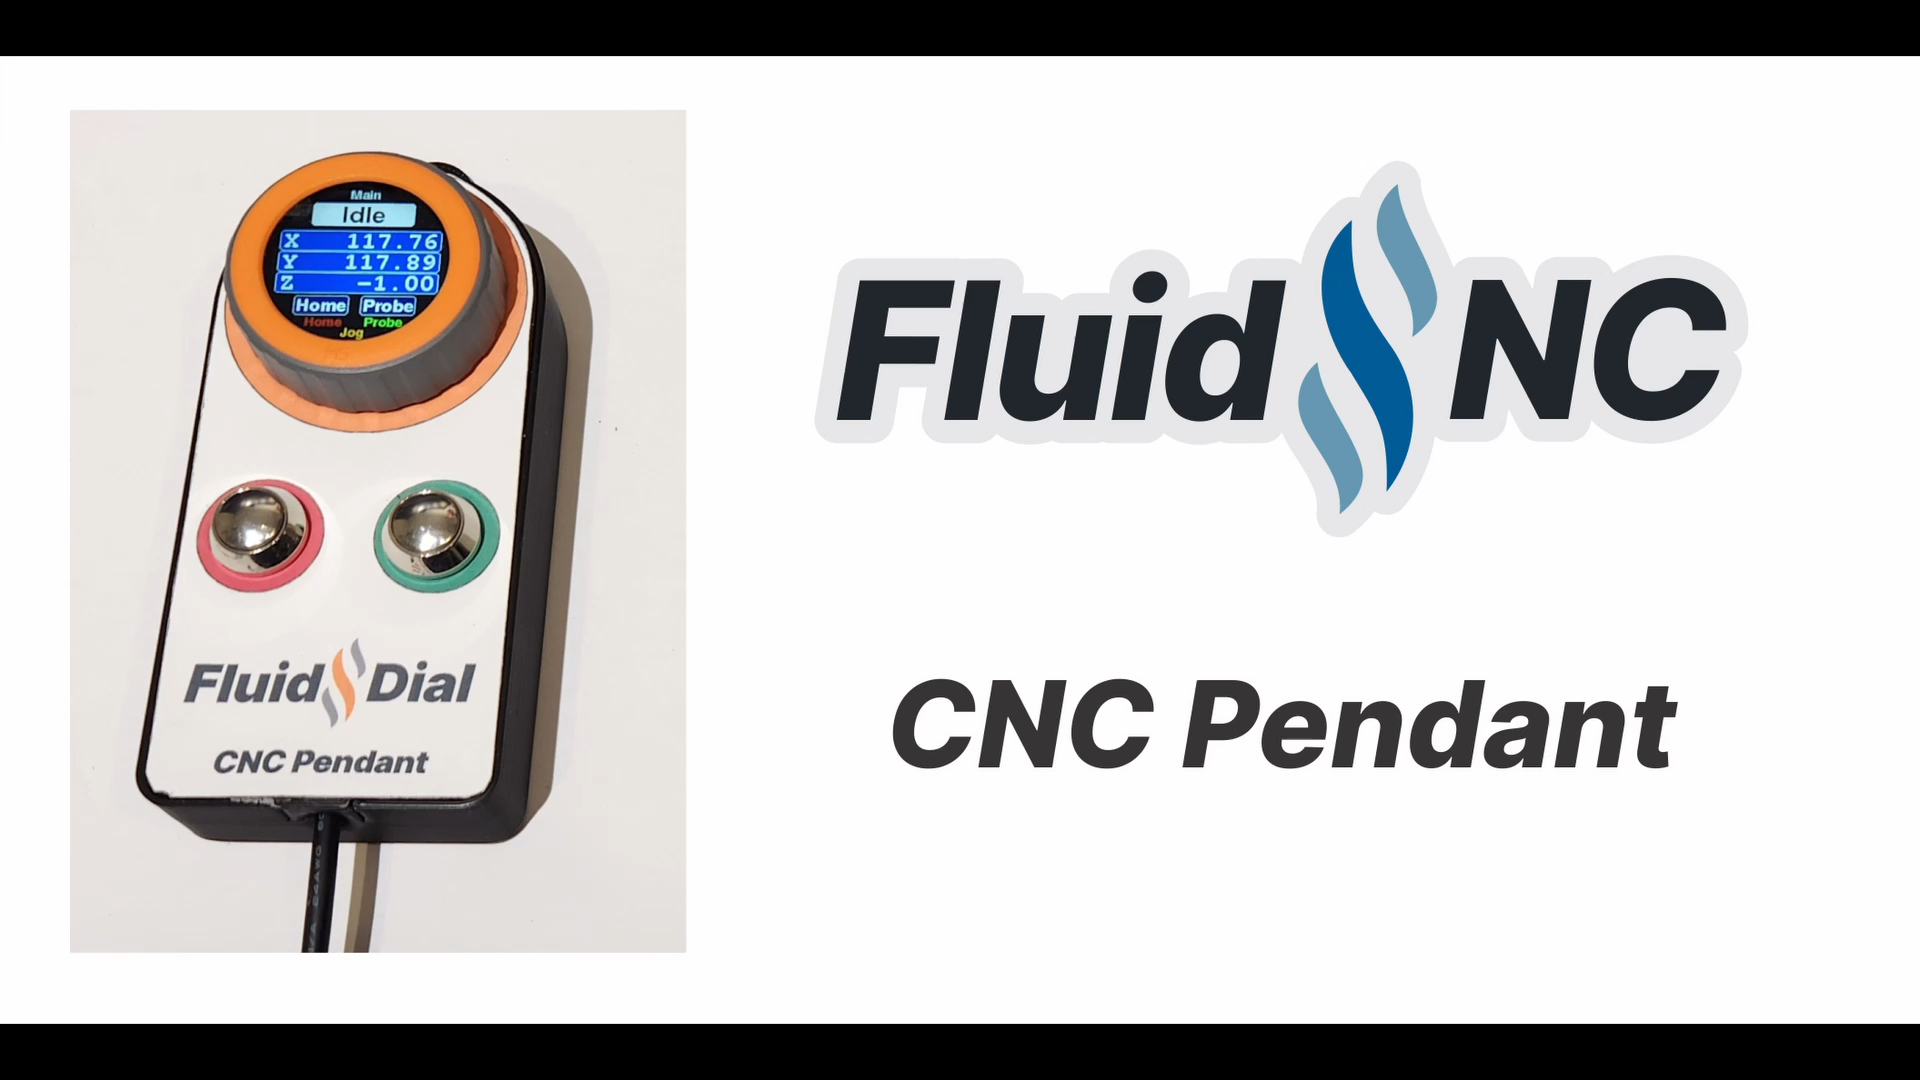 Main
Idle
X 117.76
Y 117.89
Z -1.00
Home Probe
Home Probe
Jog
Fluid Dial
CNC Pendant
Fluid NC
CNC Pendant